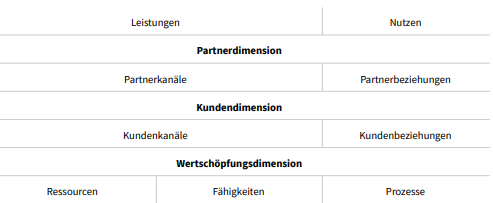 Leistungen Nutzen
Partnerdimension
Partnerkanäle Partnerbeziehungen
Kundendimension
Kundenkanäle Kundenbeziehungen
Wertschöpfungsdimension
Ressourcen Fähigkeiten Prozesse